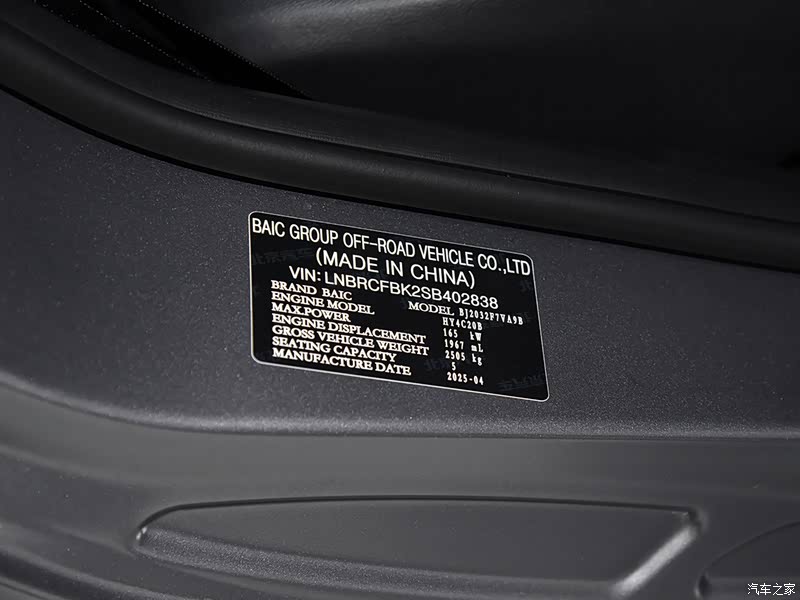 BAIC GROUP OFF-ROAD VEHICLE CO.,LTD
(MADE IN CHINA)
VIN: LNBRCFBK2SB402838
BRAND BAIC MODEL BJ2032F7VA9B
ENGINE MODEL HY4C20B
MAX.POWER 165 kW
ENGINE DISPLACEMENT 1967 mL
GROSS VEHICLE WEIGHT 2505 kg
SEATING CAPACITY 5
MANUFACTURE DATE 2025-04
汽车之家